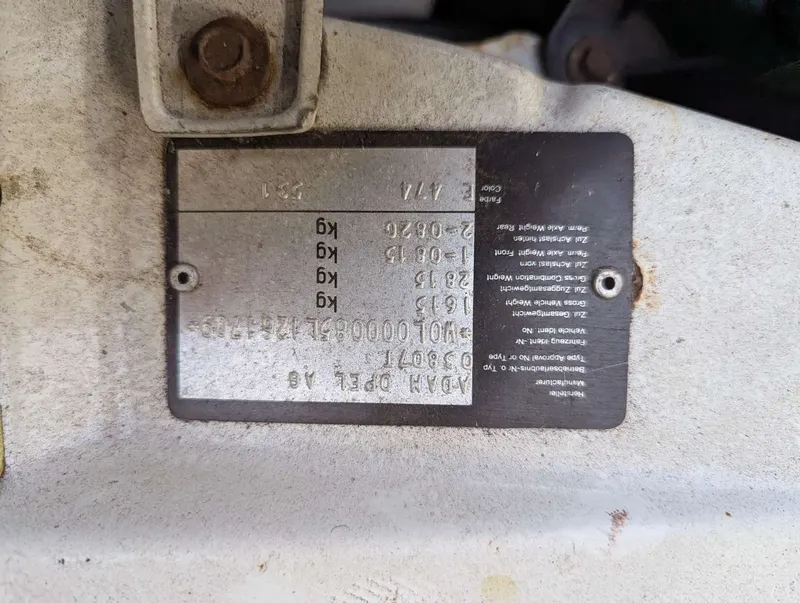 Hersteller
Manufacturer ADAM OPEL AG
Betriebserlaubnis-Nr o. Typ
Type Approval No or Type
Fahrzeug-Ident-Nr
Vehicle Ident No
Zul. Gesamtgewicht
Gross Vehicle Weight 1615 kg
Zul. Zuggesamtgewicht
Gross Combination Weight 2815 kg
Zul. Achslast vorn
Perm. Axle Weight Front 1-0815 kg
Zul. Achslast hinten
Perm. Axle Weight Rear 2-0820 kg
Farbe
Color E 474